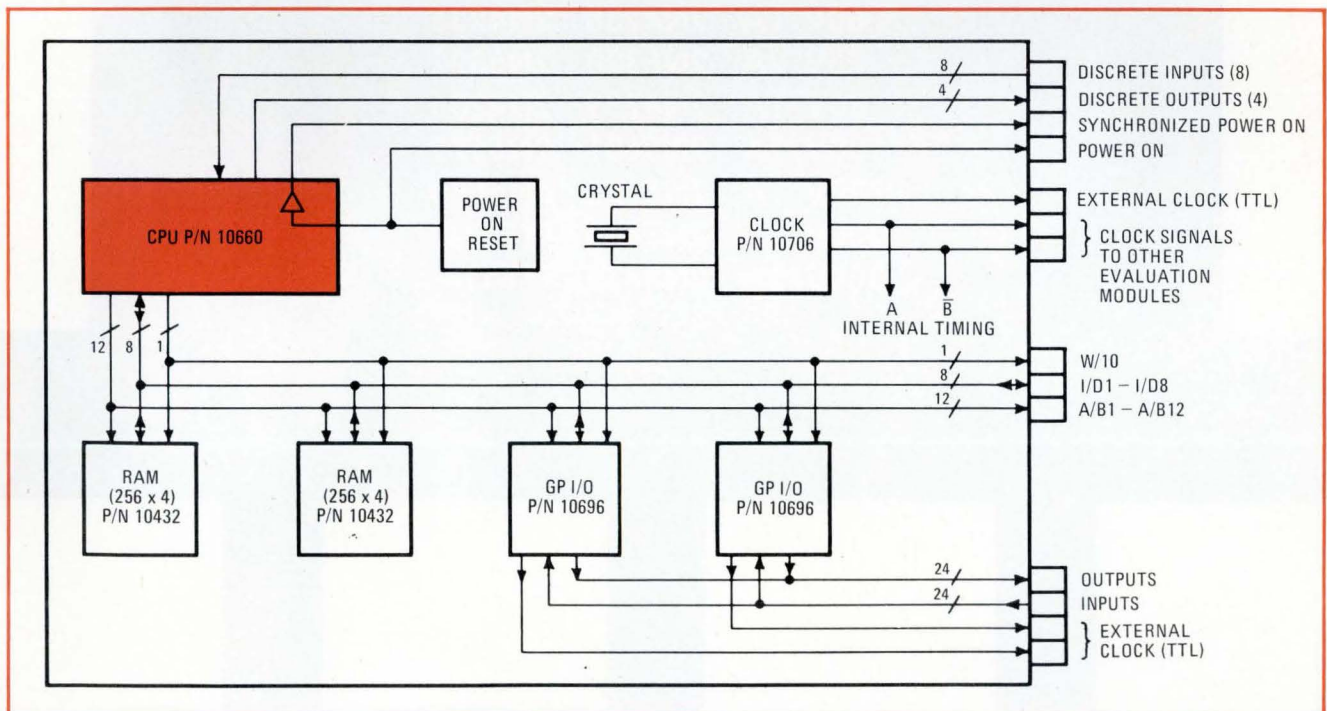 8
DISCRETE INPUTS (8)
4
DISCRETE OUTPUTS (4)
SYNCHRONIZED POWER ON
POWER ON
CPU P/N 10660
POWER
ON
RESET
CRYSTAL
CLOCK
P/N 10706
EXTERNAL CLOCK (TTL)
CLOCK SIGNALS
TO OTHER
EVALUATION
MODULES
A
B̅
INTERNAL TIMING
12
8
1
1
W/10
8
I/D1 – I/D8
12
A/B1 – A/B12
RAM
(256 x 4)
P/N 10432
RAM
(256 x 4)
P/N 10432
GP I/O
P/N 10696
GP I/O
P/N 10696
24
OUTPUTS
24
INPUTS
EXTERNAL
CLOCK (TTL)